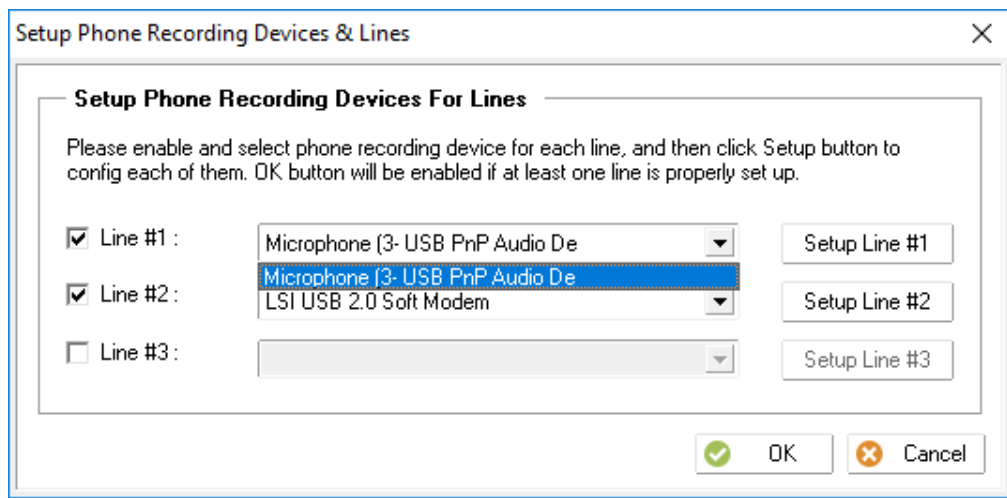 Setup Phone Recording Devices & Lines
Setup Phone Recording Devices For Lines
Please enable and select phone recording device for each line, and then click Setup button to
config each of them. OK button will be enabled if at least one line is properly set up.
Line #1 : Microphone (3- USB PnP Audio De Setup Line #1
Microphone (3- USB PnP Audio De
Line #2 : LSI USB 2.0 Soft Modem Setup Line #2
Line #3 : Setup Line #3
OK Cancel